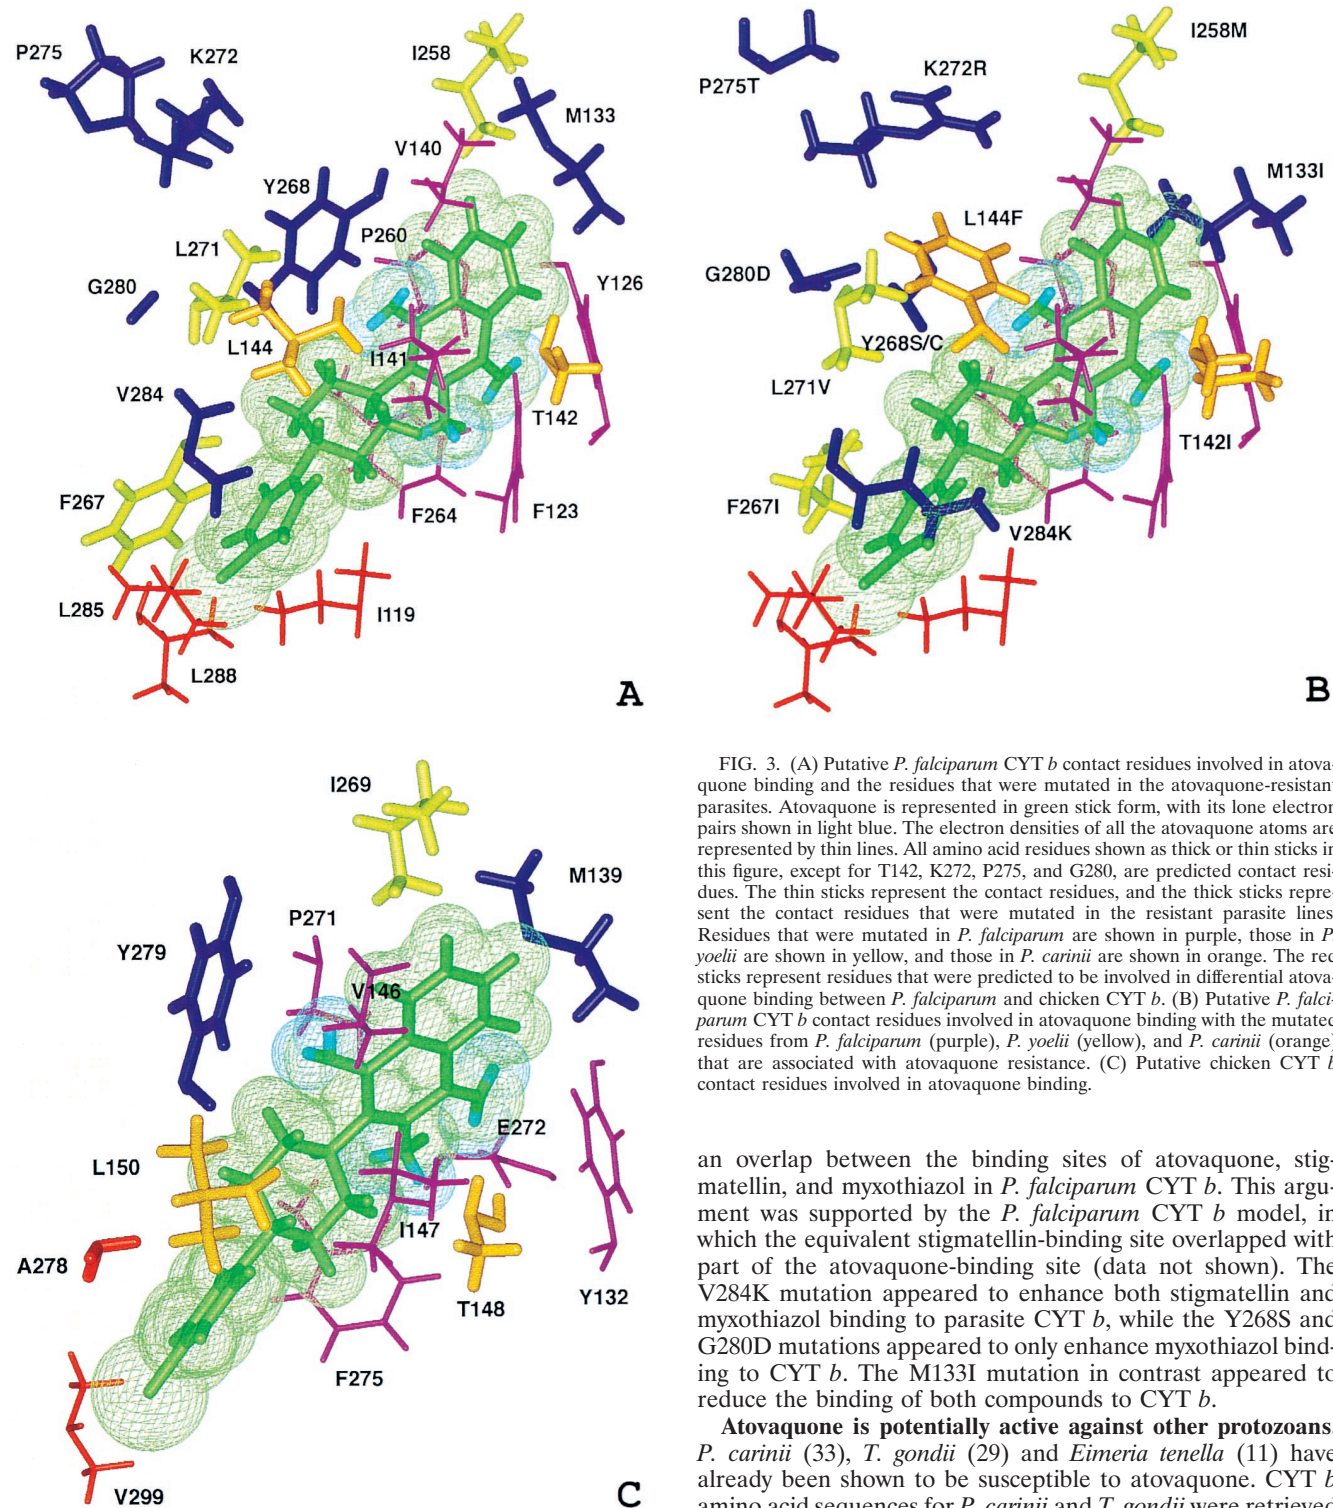 P275
K272
I258
M133
V140
Y268
P260
L271
G280
Y126
L144
I141
V284
T142
F267
F264
F123
L285
I119
L288
A
I258M
P275T
K272R
M133I
L144F
G280D
Y268S/C
L271V
T142I
F267I
V284K
B
I269
M139
P271
Y279
V146
E272
L150
I147
A278
T148
Y132
F275
V299
C
FIG. 3. (A) Putative P. falciparum CYT b contact residues involved in atova-
quone binding and the residues that were mutated in the atovaquone-resistant
parasites. Atovaquone is represented in green stick form, with its lone electron
pairs shown in light blue. The electron densities of all the atovaquone atoms are
represented by thin lines. All amino acid residues shown as thick or thin sticks in
this figure, except for T142, K272, P275, and G280, are predicted contact resi-
dues. The thin sticks represent the contact residues, and the thick sticks repre-
sent the contact residues that were mutated in the resistant parasite lines.
Residues that were mutated in P. falciparum are shown in purple, those in P.
yoelii are shown in yellow, and those in P. carinii are shown in orange. The red
sticks represent residues that were predicted to be involved in differential atova-
quone binding between P. falciparum and chicken CYT b. (B) Putative P. falci-
parum CYT b contact residues involved in atovaquone binding with the mutated
residues from P. falciparum (purple), P. yoelii (yellow), and P. carinii (orange)
that are associated with atovaquone resistance. (C) Putative chicken CYT b
contact residues involved in atovaquone binding.
an overlap between the binding sites of atovaquone, stig-
matellin, and myxothiazol in P. falciparum CYT b. This argu-
ment was supported by the P. falciparum CYT b model, in
which the equivalent stigmatellin-binding site overlapped with
part of the atovaquone-binding site (data not shown). The
V284K mutation appeared to enhance both stigmatellin and
myxothiazol binding to parasite CYT b, while the Y268S and
G280D mutations appeared to only enhance myxothiazol bind-
ing to CYT b. The M133I mutation in contrast appeared to
reduce the binding of both compounds to CYT b.
Atovaquone is potentially active against other protozoans.
P. carinii (33), T. gondii (29) and Eimeria tenella (11) have
already been shown to be susceptible to atovaquone. CYT b
amino acid sequences for P. carinii and T. gondii were retrieved